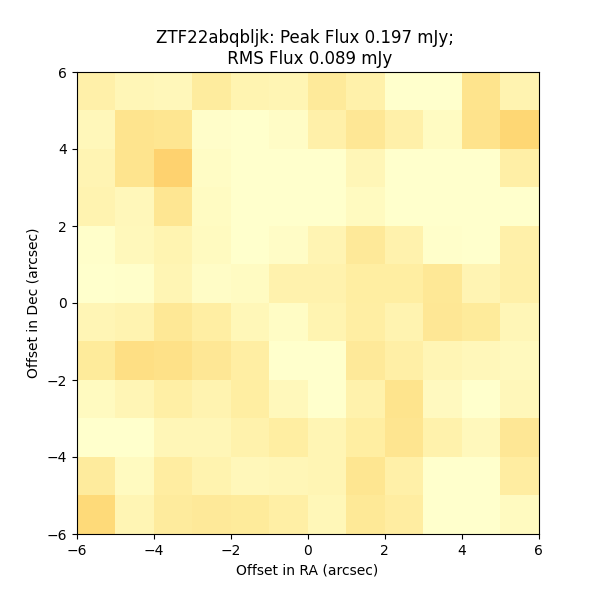 ZTF22abqbljk: Peak Flux 0.197 mJy;
RMS Flux 0.089 mJy
6
4
2
0
−2
−4
−6
Offset in Dec (arcsec)
−6 −4 −2 0 2 4 6
Offset in RA (arcsec)